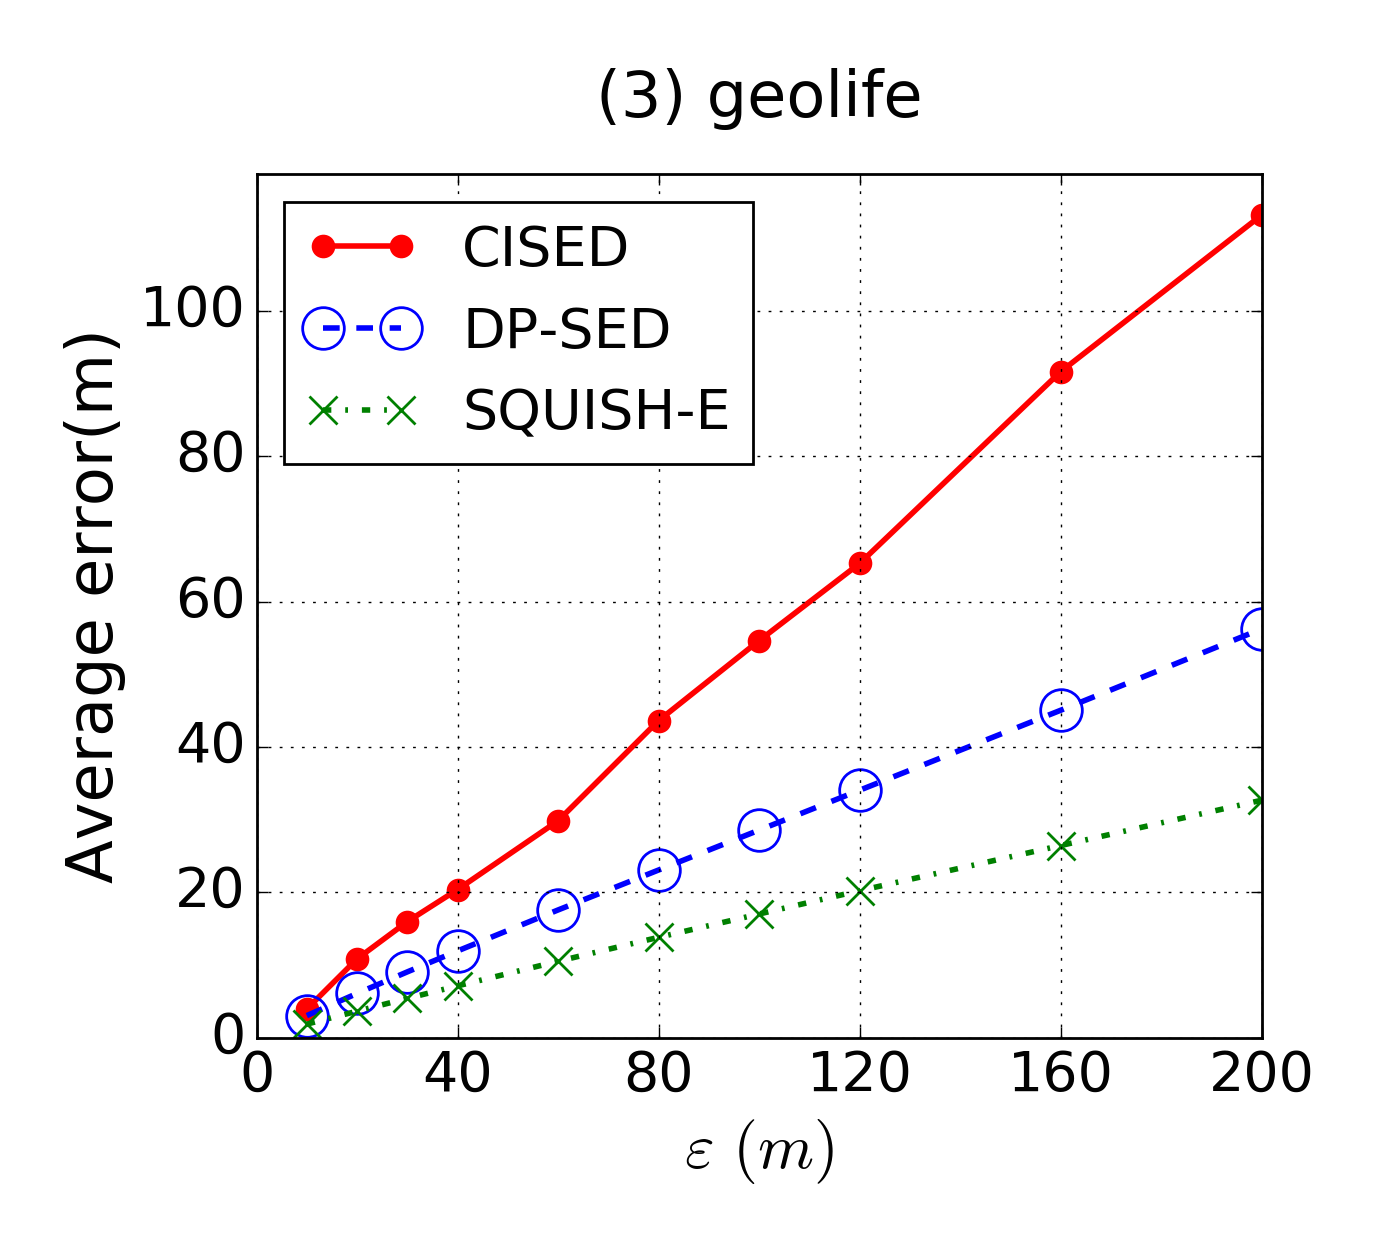 (3) geolife
CISED
DP-SED
SQUISH-E
Average error(m)
100
80
60
40
20
0
0 40 80 120 160 200
ε (m)